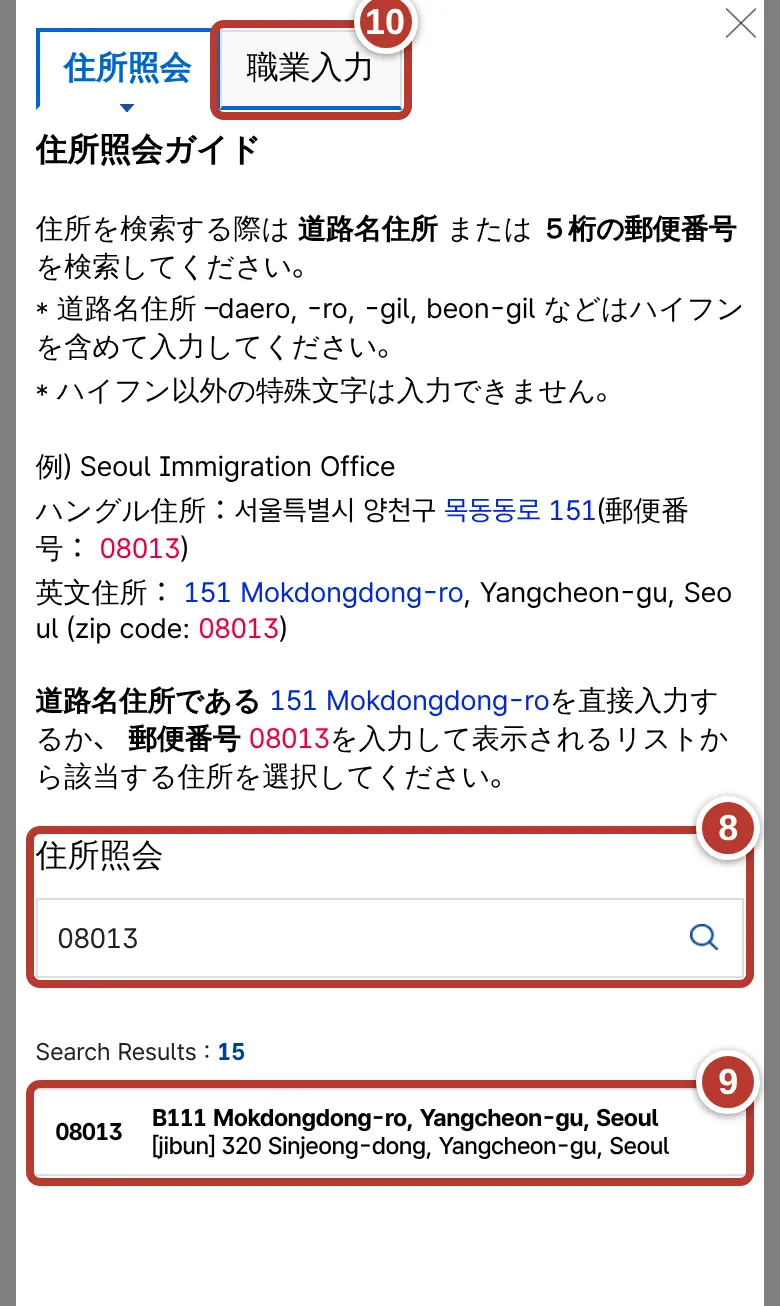 10
住所照会
職業入力
住所照会ガイド
住所を検索する際は 道路名住所 または ５桁の郵便番号
を検索してください。
* 道路名住所 –daero, -ro, -gil, beon-gil などはハイフン
を含めて入力してください。
* ハイフン以外の特殊文字は入力できません。
例) Seoul Immigration Office
ハングル住所：서울특별시 양천구 목동동로 151(郵便番
号： 08013)
英文住所： 151 Mokdongdong-ro, Yangcheon-gu, Seo
ul (zip code: 08013)
道路名住所である 151 Mokdongdong-roを直接入力す
るか、 郵便番号 08013を入力して表示されるリストか
ら該当する住所を選択してください。
8
住所照会
08013
Search Results : 15
9
08013
B111 Mokdongdong-ro, Yangcheon-gu, Seoul
[jibun] 320 Sinjeong-dong, Yangcheon-gu, Seoul